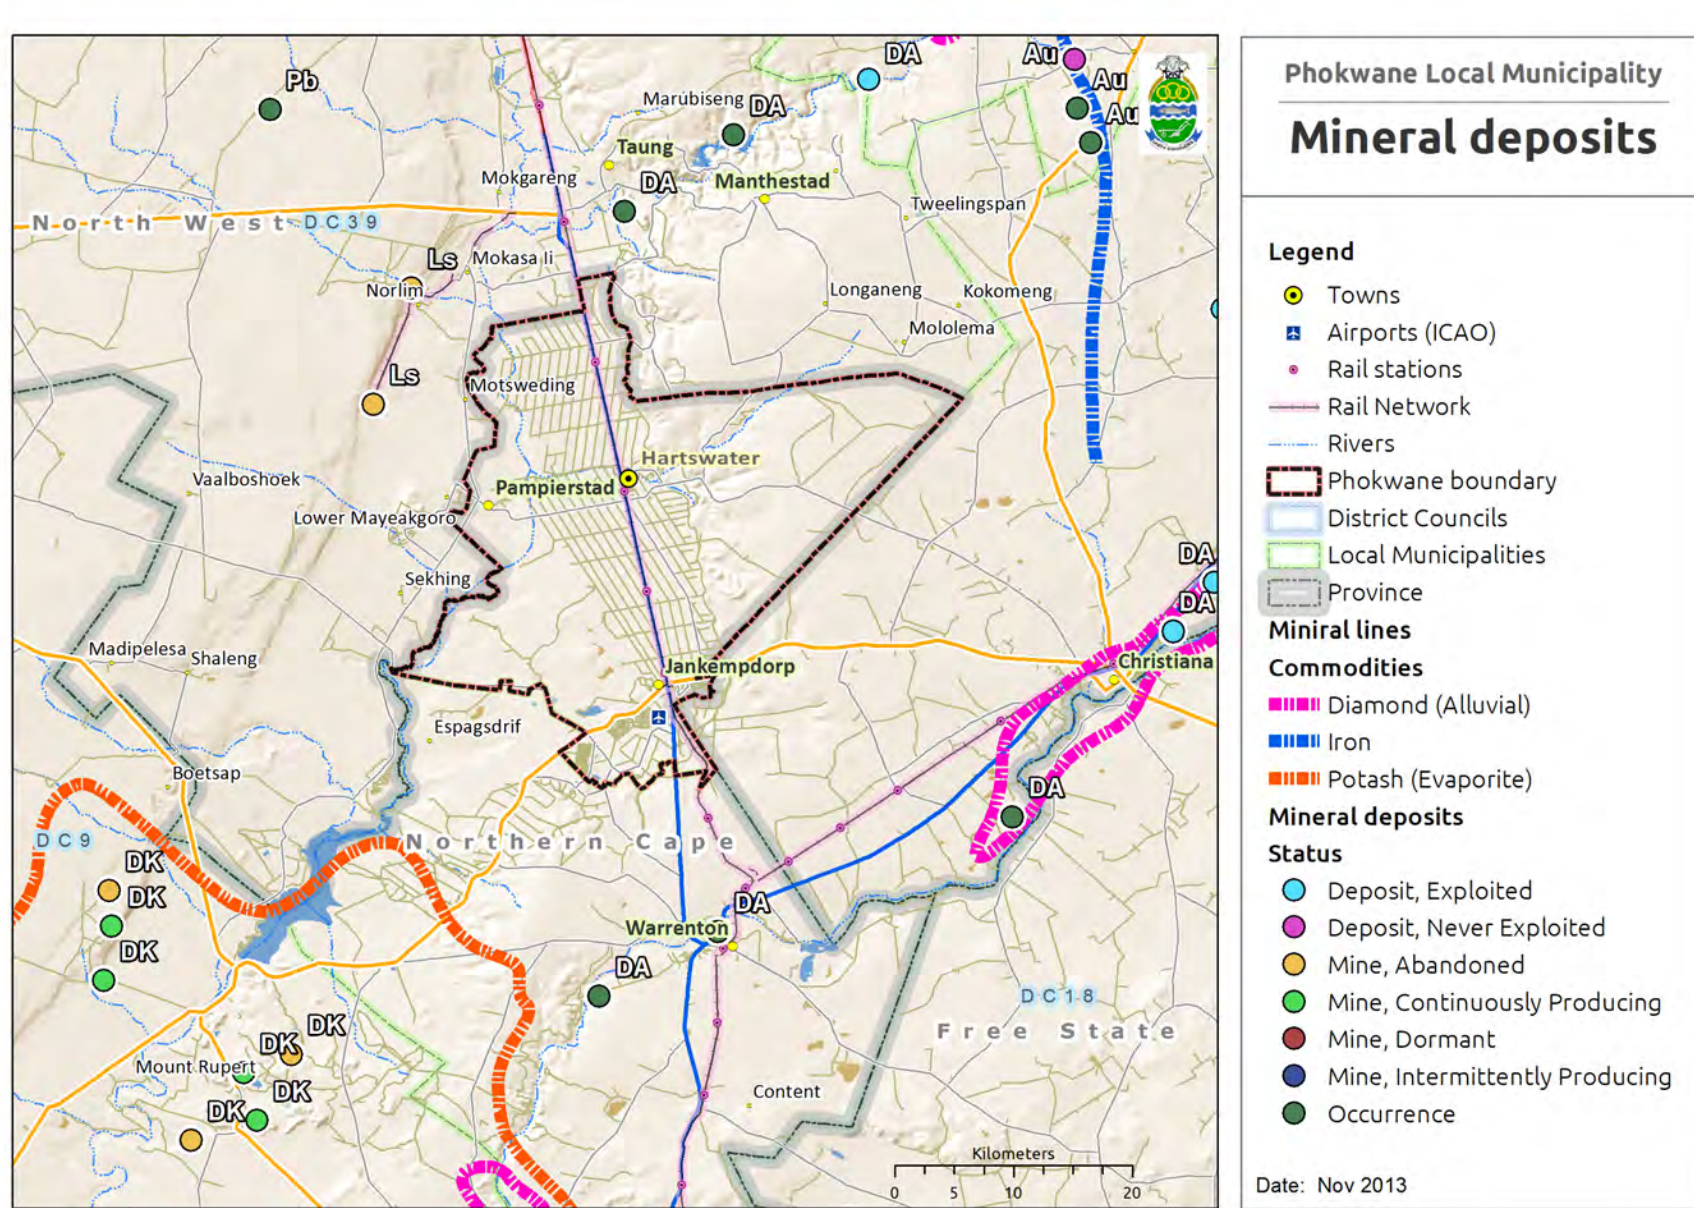 DA
Au
Pb
Au
Marubiseng
DA
Au
Taung
Mokgareng
DA
Manthestad
Tweelingspan
North West
DC39
Ls
Mokasa Ii
Norlim
Longaneng
Kokomeng
Mololema
Ls
Motsweding
Hartswater
Vaalboshoek
Pampierstad
Lower Mayeakgoro
DA
Sekhing
DA
Madipelesa
Shaleng
Jankempdorp
Christiana
Espagsdrif
Boetsap
DA
DC9
Northern Cape
DK
DK
DA
Warrenton
DK
DA
DC18
DK
Free State
DK
Mount Rupert
DK
Content
DK
Kilometers
0 5 10 20
Phokwane Local Municipality
Mineral deposits
Legend
Towns
Airports (ICAO)
Rail stations
Rail Network
Rivers
Phokwane boundary
District Councils
Local Municipalities
Province
Miniral lines
Commodities
Diamond (Alluvial)
Iron
Potash (Evaporite)
Mineral deposits
Status
Deposit, Exploited
Deposit, Never Exploited
Mine, Abandoned
Mine, Continuously Producing
Mine, Dormant
Mine, Intermittently Producing
Occurrence
Date: Nov 2013